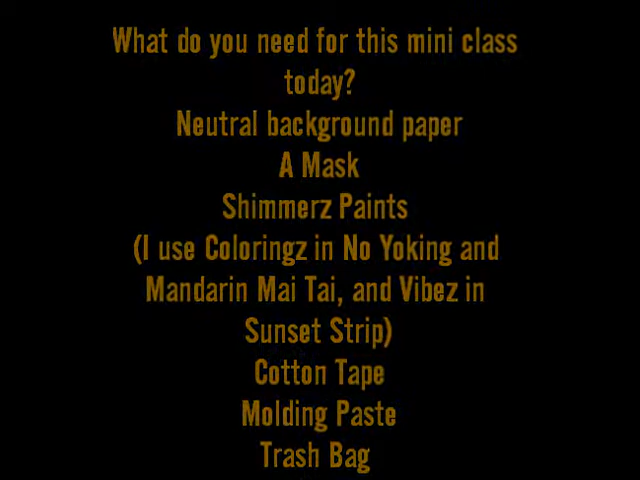 What do you need for this mini class
today?
Neutral background paper
A Mask
Shimmerz Paints
(I use Coloringz in No Yoking and
Mandarin Mai Tai, and Vibez in
Sunset Strip)
Cotton Tape
Molding Paste
Trash Bag